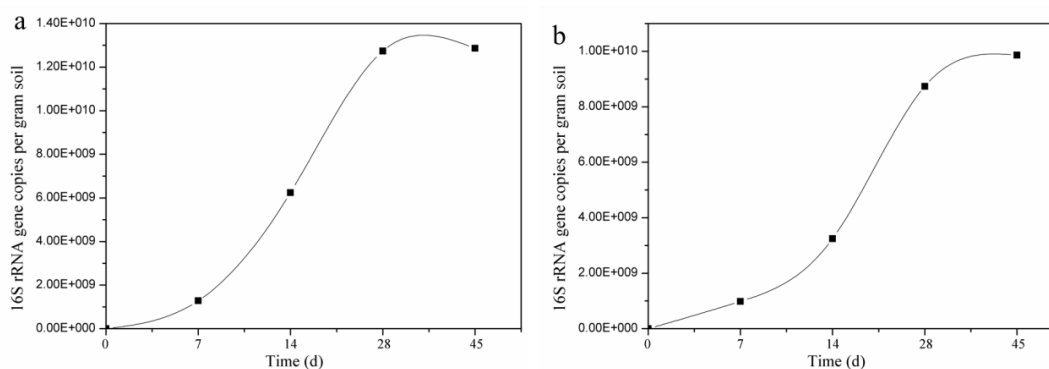 a
16S rRNA gene copies per gram soil
1.40E+010
1.20E+010
1.00E+010
8.00E+009
6.00E+009
4.00E+009
2.00E+009
0.00E+000
0 7 14 28 45
Time (d)
b
16S rRNA gene copies per gram soil
1.00E+010
8.00E+009
6.00E+009
4.00E+009
2.00E+009
0.00E+000
0 7 14 28 45
Time (d)